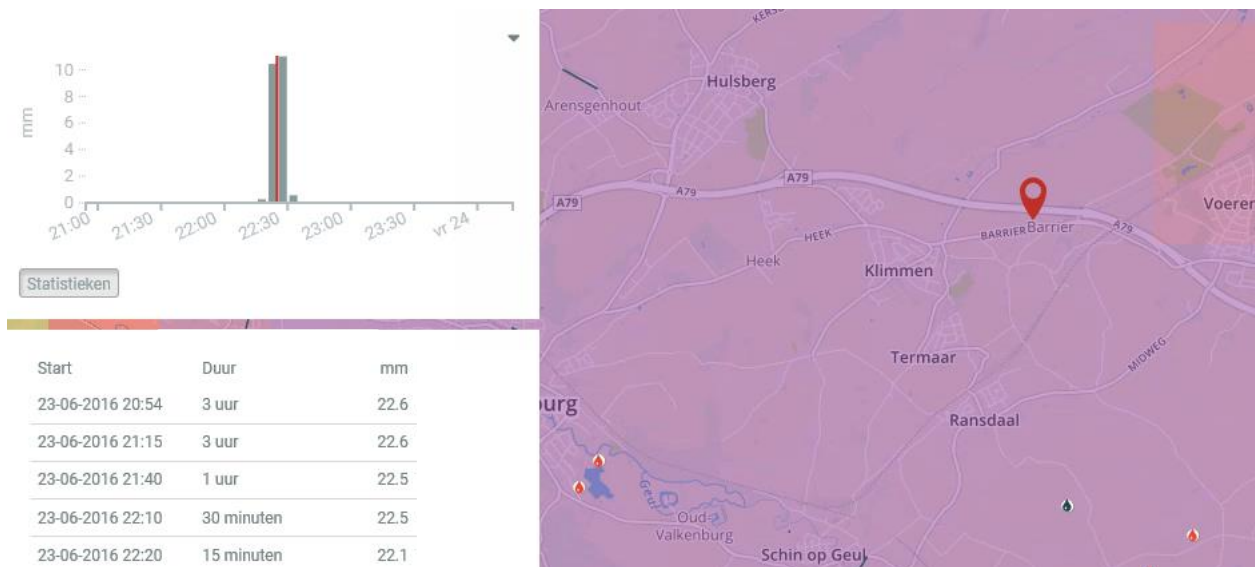 mm
10
8
6
4
2
0
21:00
21:30
22:00
22:30
23:00
23:30
vr 24
Statistieken
Start Duur mm
23-06-2016 20:54 3 uur 22.6
23-06-2016 21:15 3 uur 22.6
23-06-2016 21:40 1 uur 22.5
23-06-2016 22:10 30 minuten 22.5
23-06-2016 22:20 15 minuten 22.1
Hulsberg
Arensgenhout
A79
A79
A79
Voeren
BARRIER Barrier
A79
HEEK
Heek
Klimmen
Termaar
MIDWEG
burg
Ransdaal
Geul
Oud-
Valkenburg
Schin op Geul